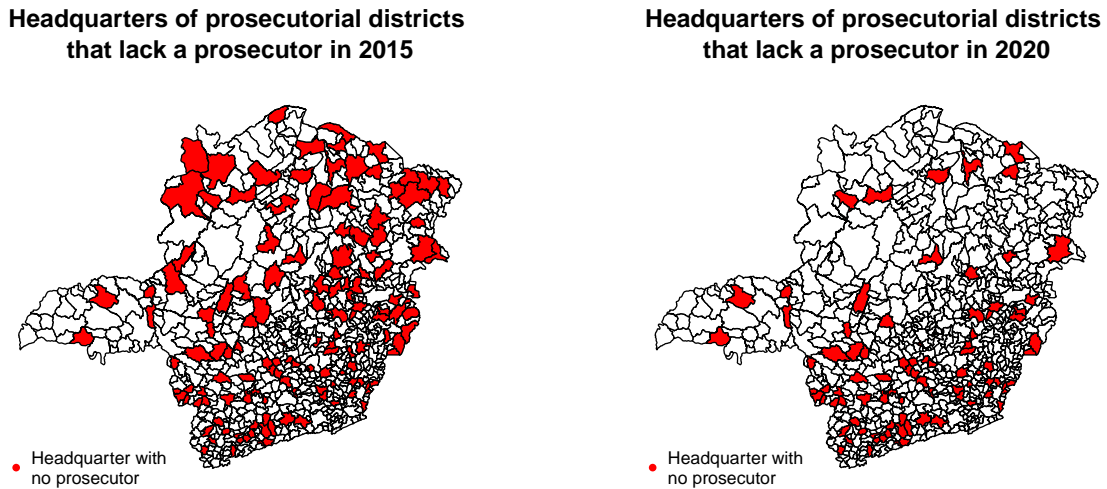 Headquarters of prosecutorial districts
that lack a prosecutor in 2015
Headquarter with
no prosecutor
Headquarters of prosecutorial districts
that lack a prosecutor in 2020
Headquarter with
no prosecutor